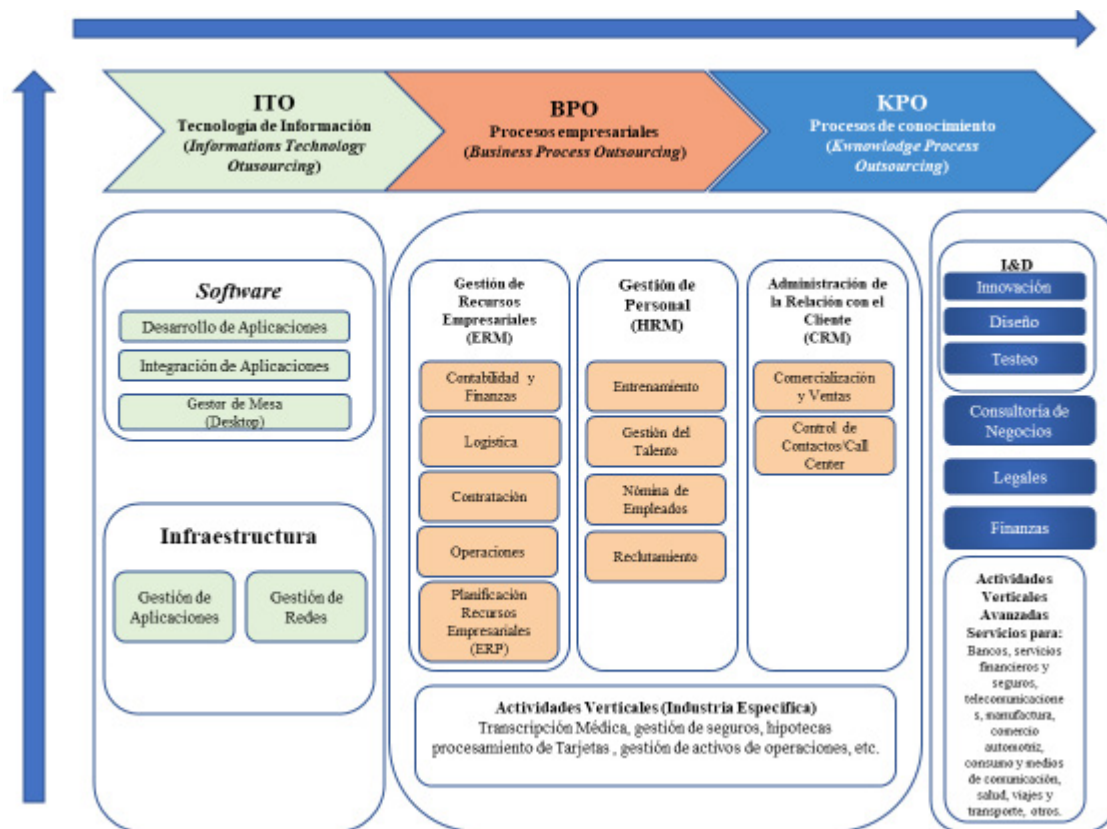 ITO
Tecnología de Información
(Informations Technology
Otusourcing)
BPO
Procesos empresariales
(Business Process Outsourcing)
KPO
Procesos de conocimiento
(Kwnowlodge Process
Outsourcing)
Software
Desarrollo de Aplicaciones
Integración de Aplicaciones
Gestor de Mesa
(Desktop)
Infraestructura
Gestión de
Aplicaciones
Gestión de
Redes
Gestión de
Recursos
Empresariales
(ERM)
Contabilidad y
Finanzas
Logística
Contratación
Operaciones
Planificación
Recursos
Empresariales
(ERP)
Gestión de
Personal
(HRM)
Entrenamiento
Gestión del
Talento
Nómina de
Empleados
Reclutamiento
Administración de
la Relación con el
Cliente
(CRM)
Comercialización
y Ventas
Control de
Contactos/Call
Center
Actividades Verticales (Industria Específica)
Transcripción Médica, gestión de seguros, hipotecas
procesamiento de Tarjetas , gestión de activos de operaciones, etc.
I&D
Innovación
Diseño
Testeo
Consultoría de
Negocios
Legales
Finanzas
Actividades
Verticales
Avanzadas
Servicios para:
Bancos, servicios
financieros y
seguros,
telecomunicacione
s, manufactura,
comercio
automotriz,
consumo y medios
de comunicación,
salud, viajes y
transporte, otros.